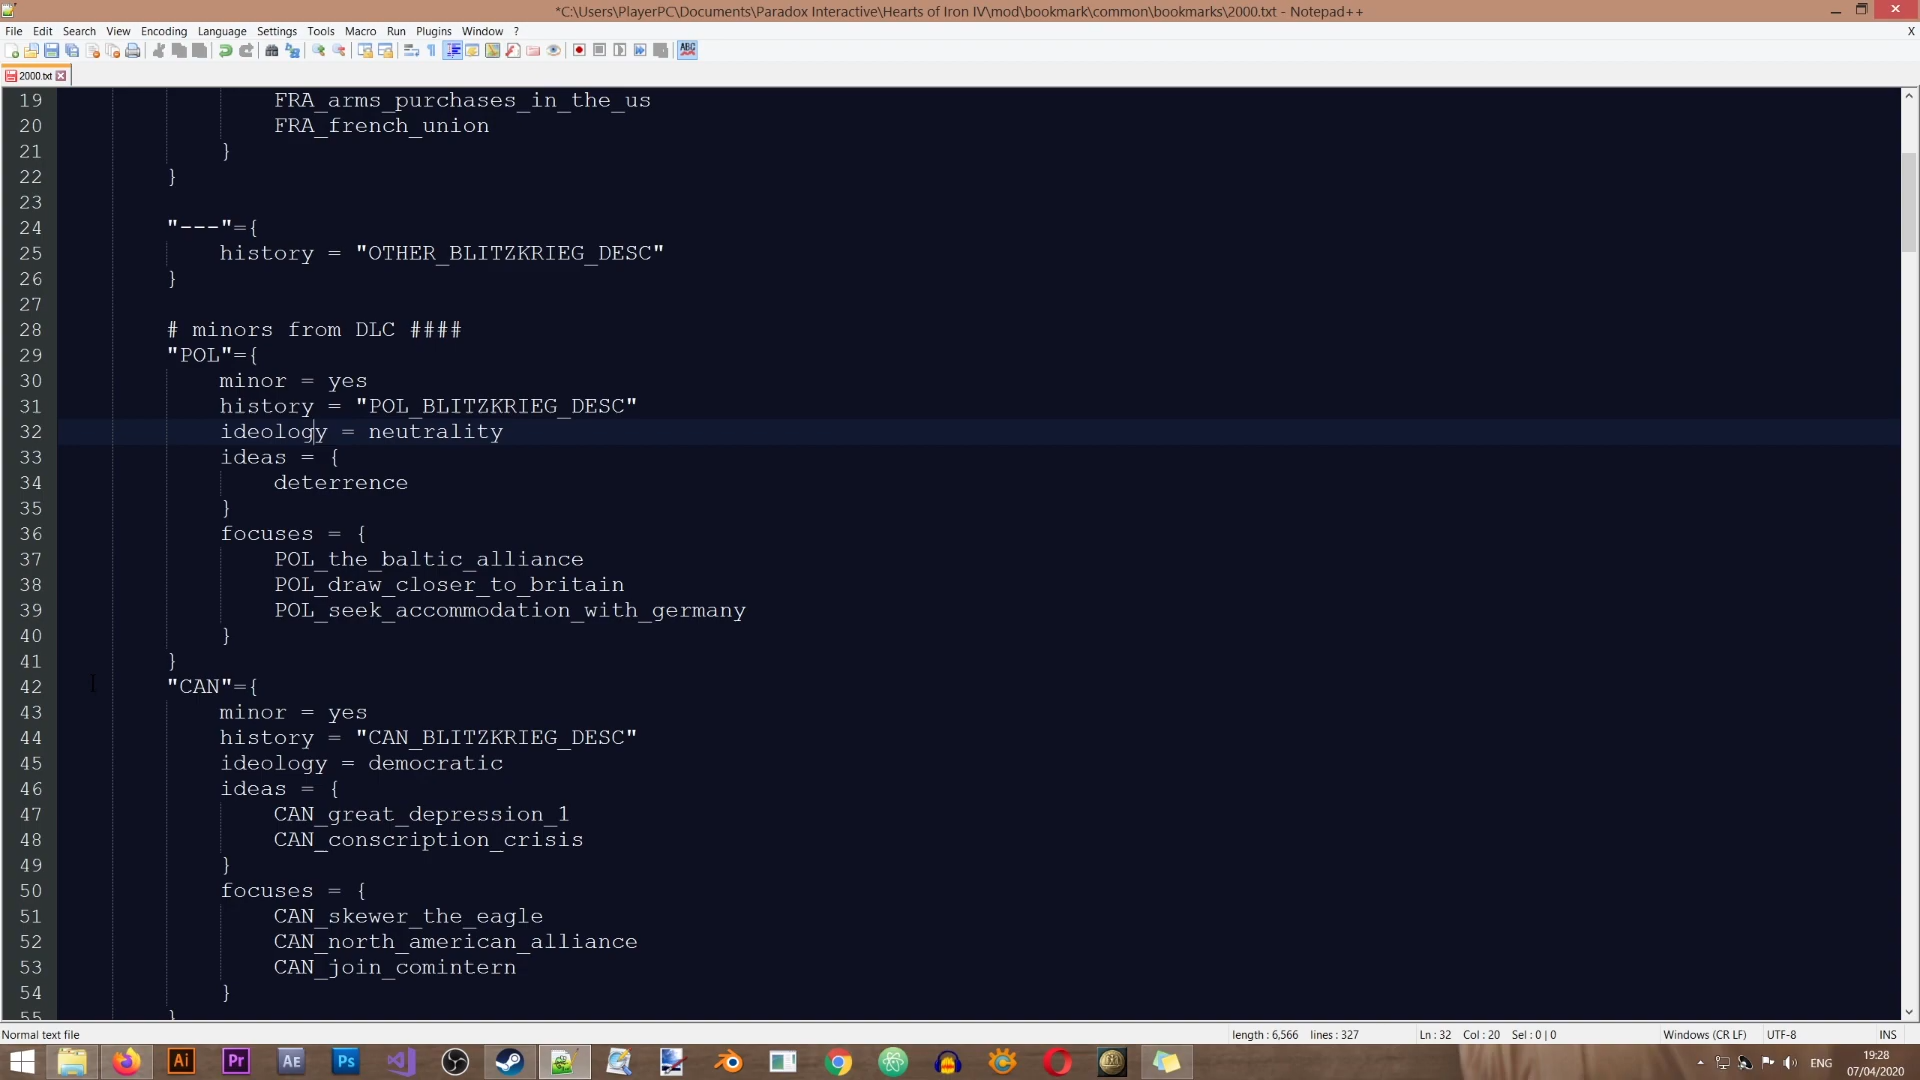 *C:\Users\PlayerPC\Documents\Paradox Interactive\Hearts of Iron IV\mod\bookmark\common\bookmarks\2000.txt - Notepad++
File Edit Search View Encoding Language Settings Tools Macro Run Plugins Window ? X
2000.txt
19 FRA_arms_purchases_in_the_us
20 FRA_french_union
21 }
22 }
23
24 "---"={
25 history = "OTHER_BLITZKRIEG_DESC"
26 }
27
28 # minors from DLC ####
29 "POL"={
30 minor = yes
31 history = "POL_BLITZKRIEG_DESC"
32 ideology = neutrality
33 ideas = {
34 deterrence
35 }
36 focuses = {
37 POL_the_baltic_alliance
38 POL_draw_closer_to_britain
39 POL_seek_accommodation_with_germany
40 }
41 }
42 "CAN"={
43 minor = yes
44 history = "CAN_BLITZKRIEG_DESC"
45 ideology = democratic
46 ideas = {
47 CAN_great_depression_1
48 CAN_conscription_crisis
49 }
50 focuses = {
51 CAN_skewer_the_eagle
52 CAN_north_american_alliance
53 CAN_join_comintern
54 }
55 }
Normal text file length : 6,566 lines : 327 Ln : 32 Col : 20 Sel : 0 | 0 Windows (CR LF) UTF-8 INS
Ai Pr Ae Ps ENG 19:28
07/04/2020